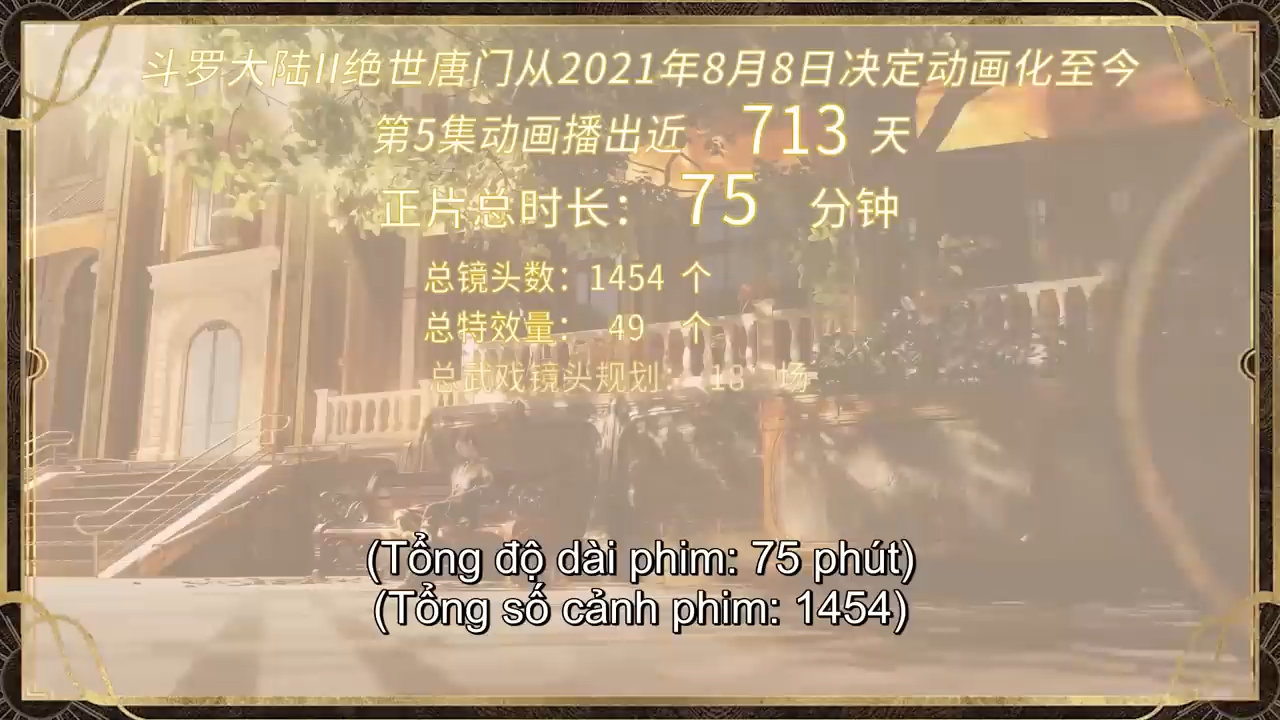 斗罗大陆II绝世唐门从2021年8月8日决定动画化至今
第5集动画播出近 713 天
正片总时长： 75 分钟
总镜头数：1454 个
总特效量： 49 个
总武戏镜头规划： 18 场
(Tổng độ dài phim: 75 phút)
(Tổng số cảnh phim: 1454)